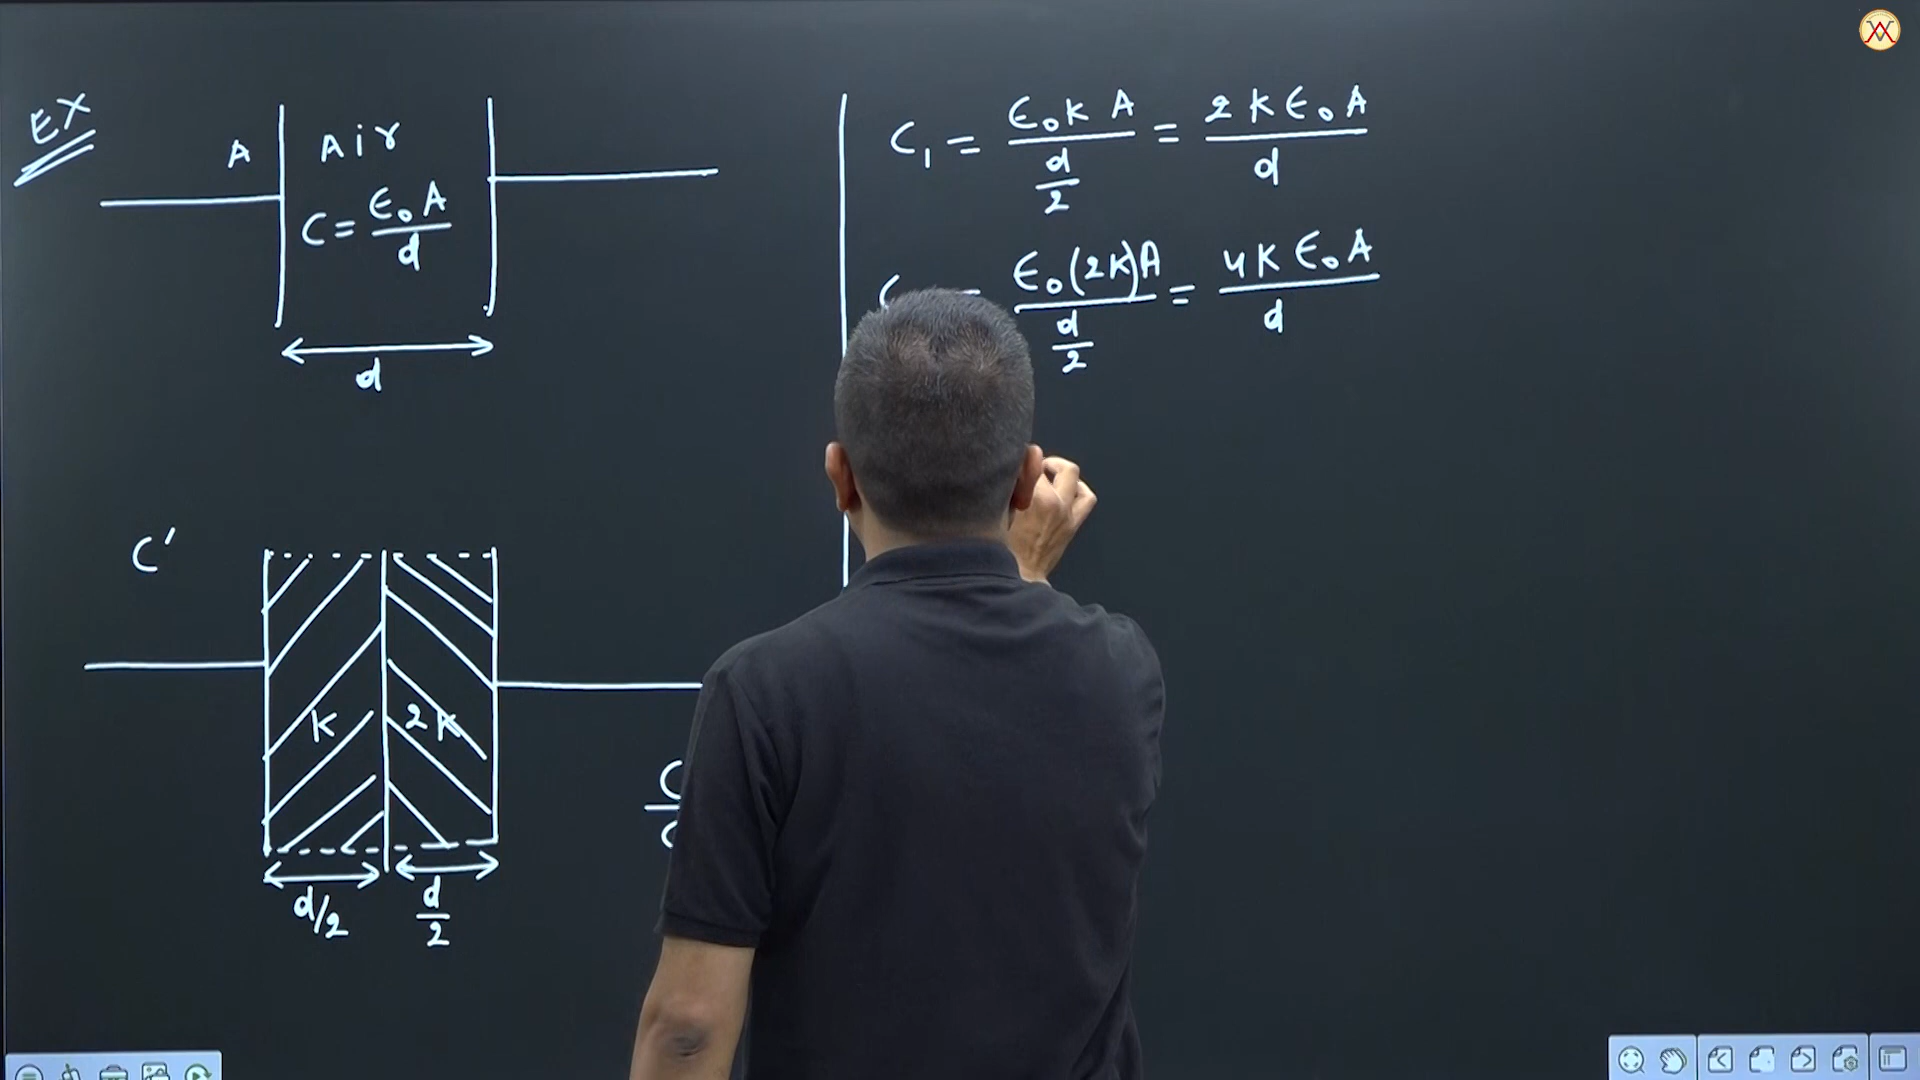 EX
A Air
C = ε₀A/d
d
C'
K 2K
d/2 d/2
C₁ = ε₀KA/(d/2) = 2Kε₀A/d
= ε₀(2K)A/(d/2) = 4Kε₀A/d